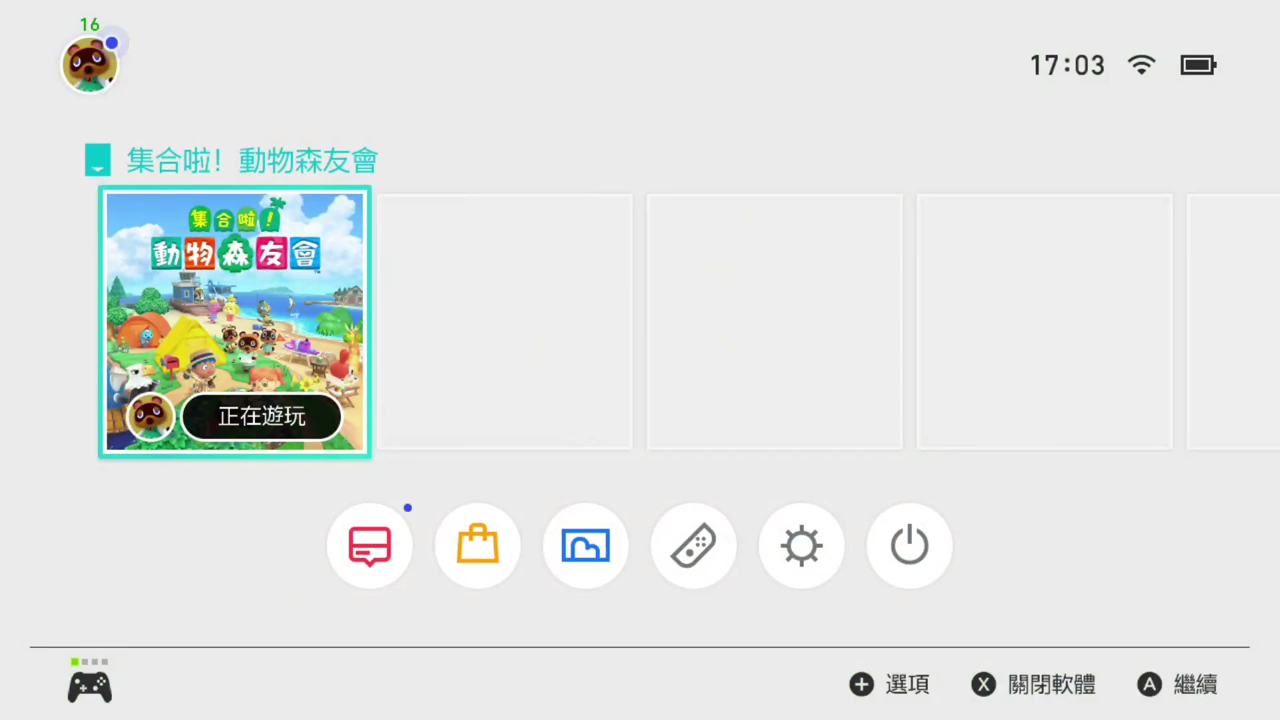 16
17:03
集合啦！動物森友會
集合啦！
動物森友會
正在遊玩
+ 選項
X 關閉軟體
A 繼續